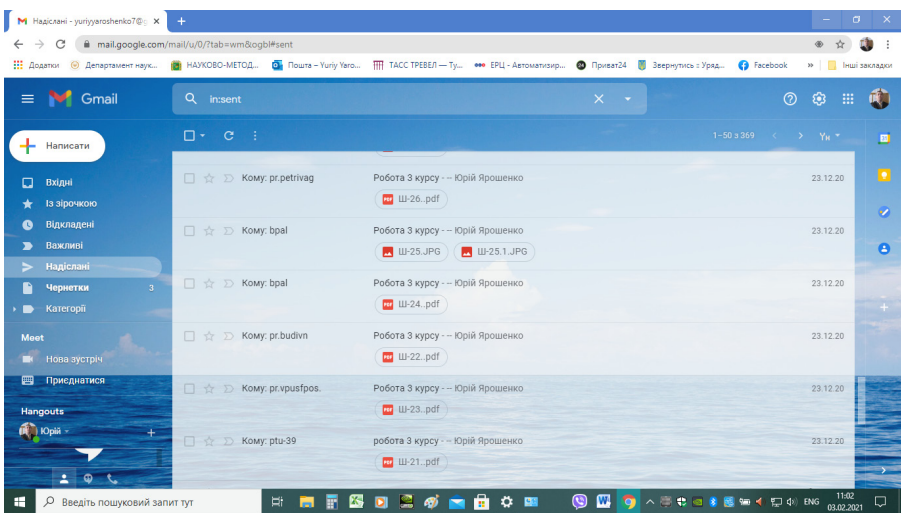 Надіслані - yuriyyaroshenko7@g
mail.google.com/mail/u/0/?tab=wm&ogbl#sent
Додатки Департамент наук... НАУКОВО-МЕТОД... Пошта – Yuriy Yaro... ТАСС ТРЕВЕЛ — Ту... ЕРЦ - Автоматизир... Приват24 Звернутись : Уряд... Facebook » Інші закладки
Gmail
in:sent
Написати
1–50 з 369
Вхідні
Із зірочкою
Відкладені
Важливі
Надіслані
Чернетки 3
Категорії
Meet
Нова зустріч
Приєднатися
Hangouts
Юрій
Кому: pr.petrivag Робота 3 курсу - -- Юрій Ярошенко 23.12.20
Ш-26..pdf
Кому: bpal Робота 3 курсу - -- Юрій Ярошенко 23.12.20
Ш-25.JPG Ш-25.1.JPG
Кому: bpal Робота 3 курсу - -- Юрій Ярошенко 23.12.20
Ш-24..pdf
Кому: pr.budivn Робота 3 курсу - -- Юрій Ярошенко 23.12.20
Ш-22..pdf
Кому: pr.vpusfpos. Робота 3 курсу - -- Юрій Ярошенко 23.12.20
Ш-23..pdf
Кому: ptu-39 робота 3 курсу - -- Юрій Ярошенко 23.12.20
Ш-21..pdf
Введіть пошуковий запит тут
ENG
11:02
03.02.2021